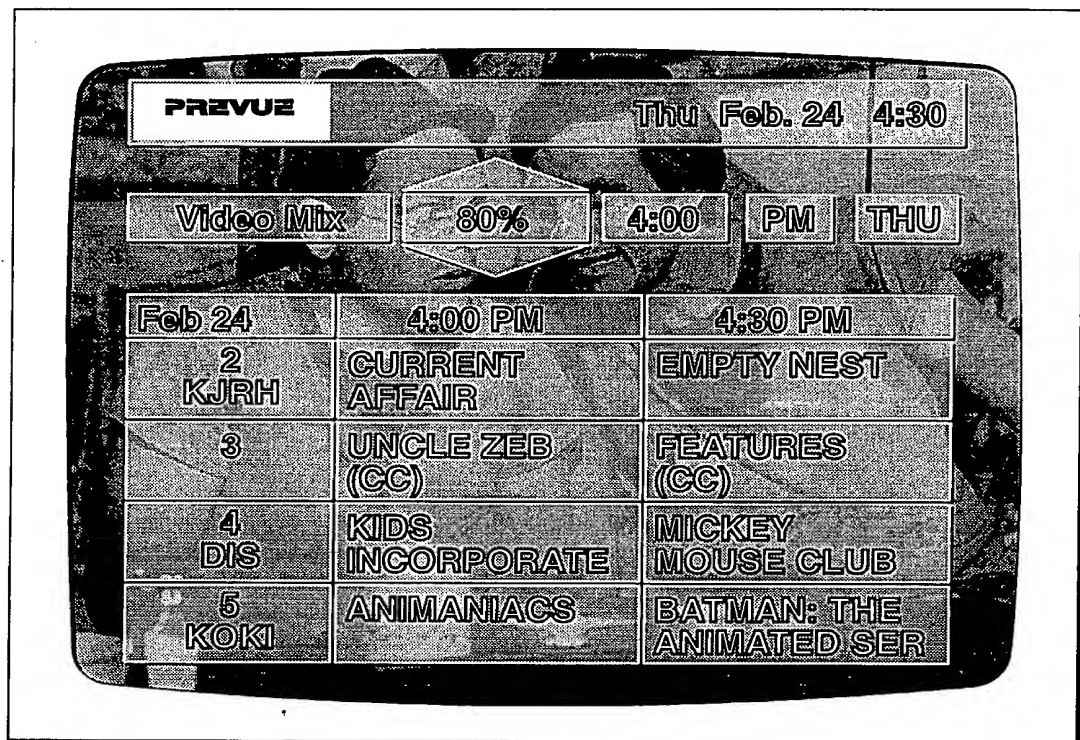 PREVUE Thu Feb. 24 4:30
Video Mix 80% 4:00 PM THU
Feb 24 4:00 PM 4:30 PM
2 CURRENT EMPTY NEST
KJRH AFFAIR
3 UNCLE ZEB FEATURES
(CC) (CC)
4 KIDS MICKEY
DIS INCORPORATE MOUSE CLUB
5 ANIMANIACS BATMAN: THE
KOKI ANIMATED SER